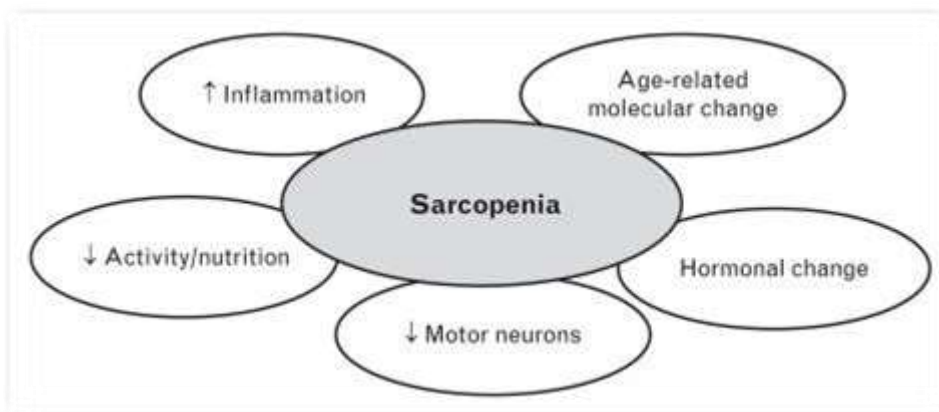 ↑ Inflammation
Age-related
molecular change
Sarcopenia
↓ Activity/nutrition
Hormonal change
↓ Motor neurons